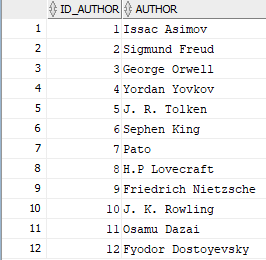 ID_AUTHOR AUTHOR
1 1 Issac Asimov
2 2 Sigmund Freud
3 3 George Orwell
4 4 Yordan Yovkov
5 5 J. R. Tolken
6 6 Sephen King
7 7 Pato
8 8 H.P Lovecraft
9 9 Friedrich Nietzsche
10 10 J. K. Rowling
11 11 Osamu Dazai
12 12 Fyodor Dostoyevsky